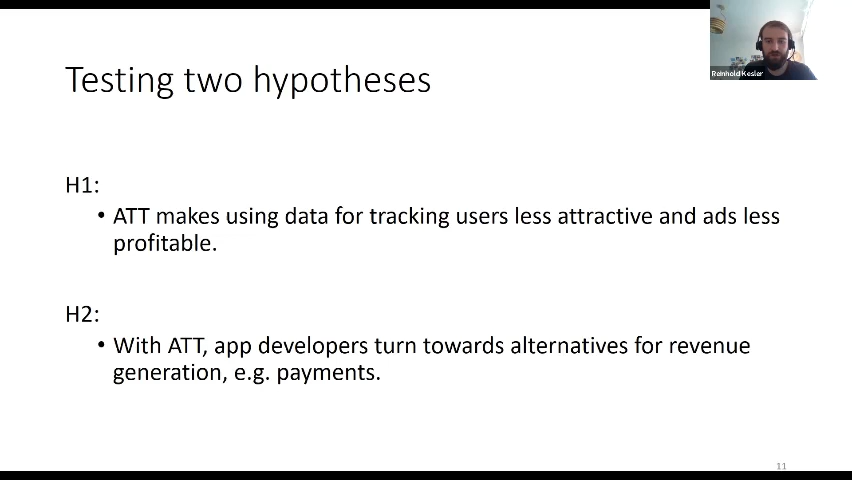 Reinhold Kesler
Testing two hypotheses
H1:
• ATT makes using data for tracking users less attractive and ads less
profitable.
H2:
• With ATT, app developers turn towards alternatives for revenue
generation, e.g. payments.
11